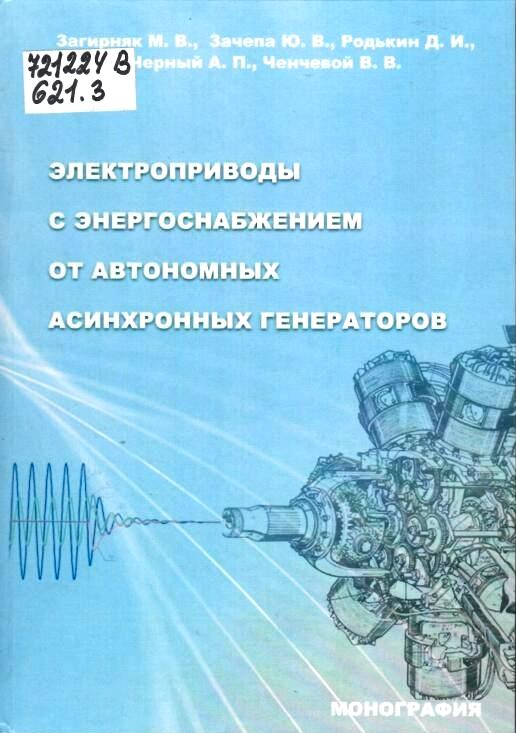 Загирняк М. В., Зачепа Ю. В., Родькин Д. И.,
Черный А. П., Ченчевой В. В.
721224 В
621.3
ЭЛЕКТРОПРИВОДЫ
С ЭНЕРГОСНАБЖЕНИЕМ
ОТ АВТОНОМНЫХ
АСИНХРОННЫХ ГЕНЕРАТОРОВ
МОНОГРАФИЯ